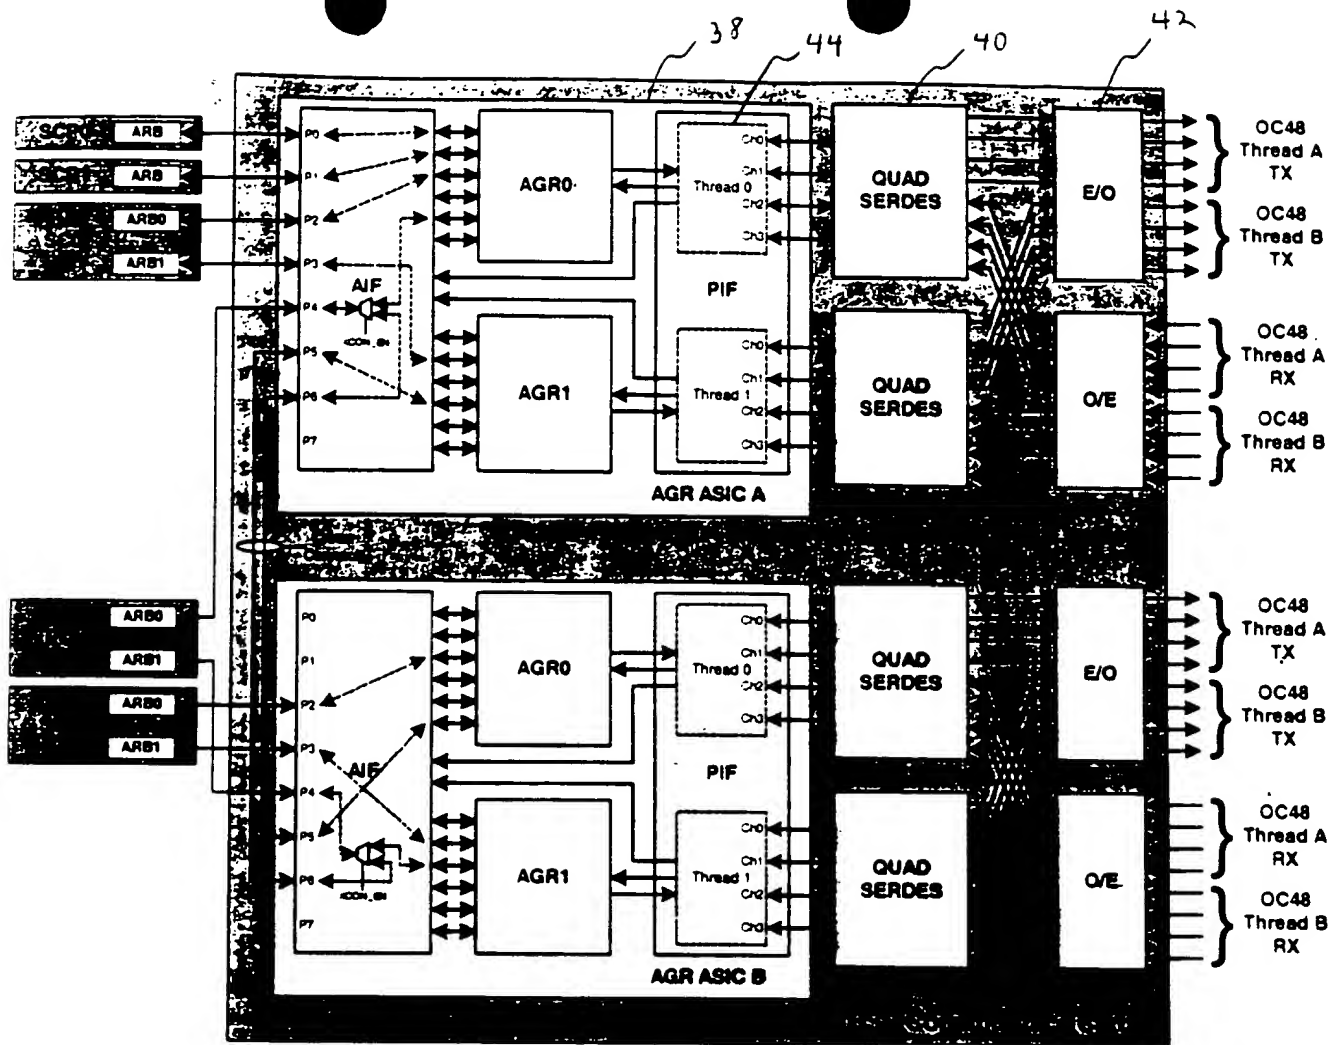 38
44
40
42
ARB
ARB
ARB0
ARB1
P0
P1
P2
P3
P4
P5
P6
P7
AIF
AGR0
AGR1
Ch0
Ch1
Thread 0
Ch2
Ch3
PIF
Ch0
Ch1
Thread 1
Ch2
Ch3
AGR ASIC A
QUAD
SERDES
QUAD
SERDES
E/O
O/E
OC48
Thread A
TX
OC48
Thread B
TX
OC48
Thread A
RX
OC48
Thread B
RX
ARB0
ARB1
ARB0
ARB1
P0
P1
P2
P3
P4
P5
P6
P7
AIF
AGR0
AGR1
Ch0
Ch1
Thread 0
Ch2
Ch3
PIF
Ch0
Ch1
Thread 1
Ch2
Ch3
AGR ASIC B
QUAD
SERDES
QUAD
SERDES
E/O
O/E
OC48
Thread A
TX
OC48
Thread B
TX
OC48
Thread A
RX
OC48
Thread B
RX